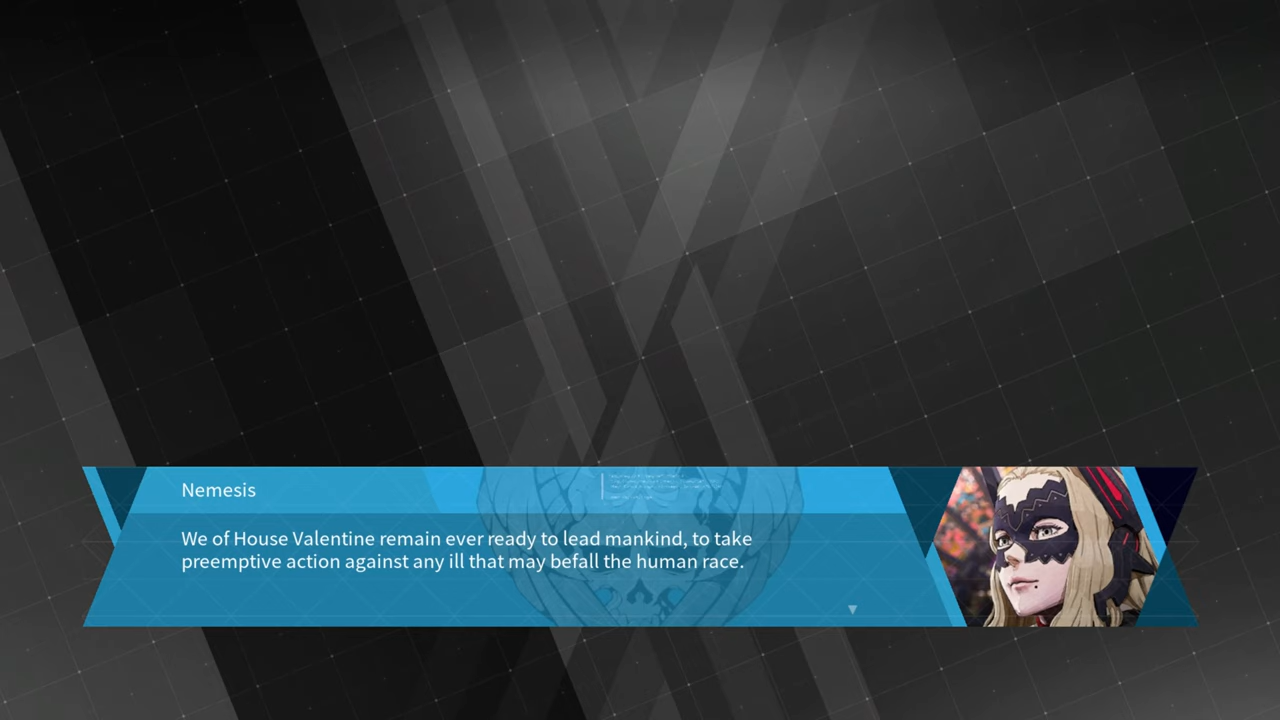 Nemesis
We of House Valentine remain ever ready to lead mankind, to take
preemptive action against any ill that may befall the human race.